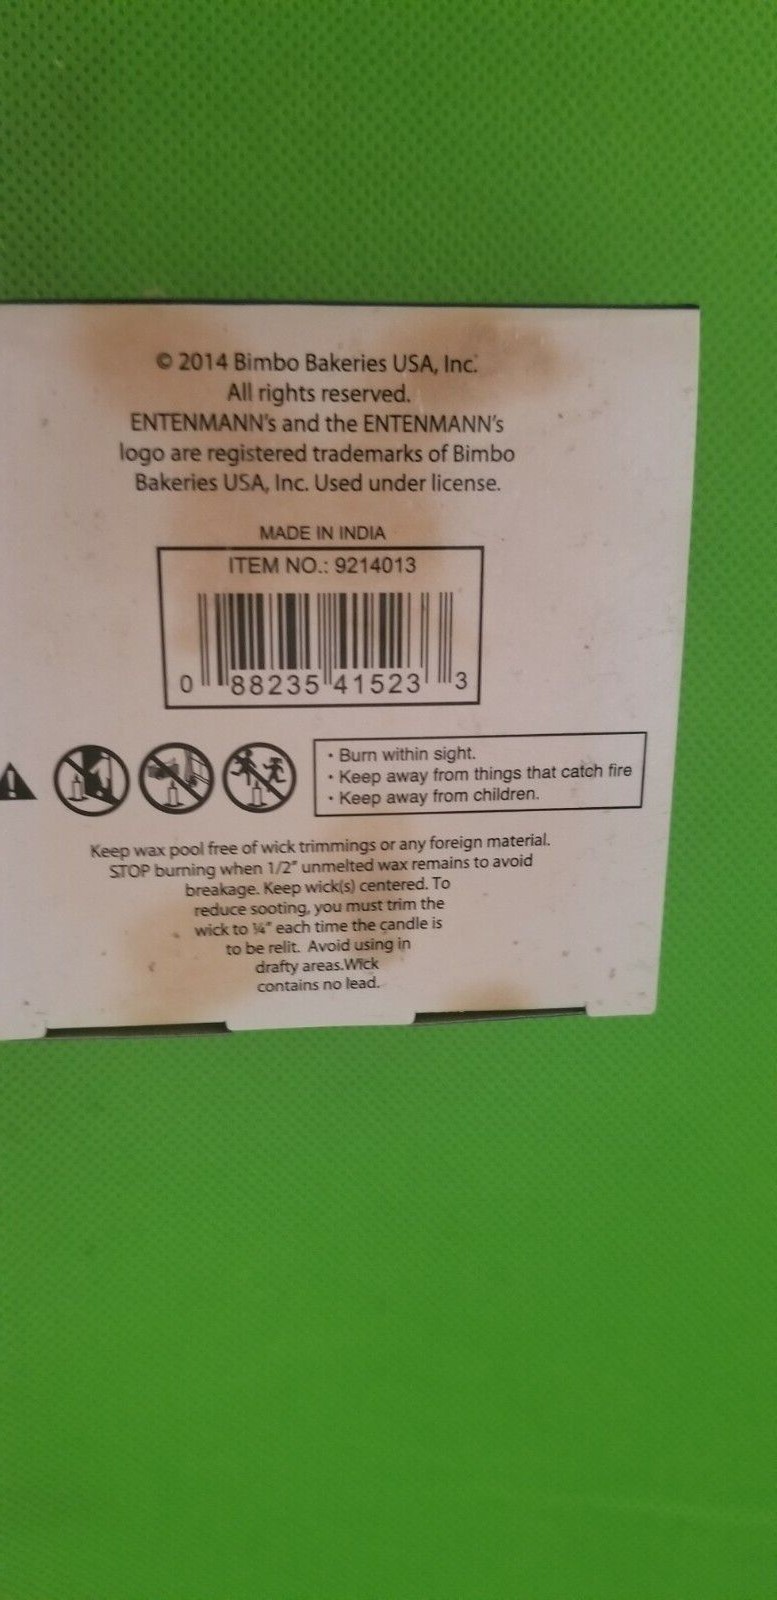 © 2014 Bimbo Bakeries USA, Inc.
All rights reserved.
ENTENMANN's and the ENTENMANN's
logo are registered trademarks of Bimbo
Bakeries USA, Inc. Used under license.
MADE IN INDIA
ITEM NO.: 9214013
0 88235 41523 3
• Burn within sight.
• Keep away from things that catch fire
• Keep away from children.
Keep wax pool free of wick trimmings or any foreign material.
STOP burning when 1/2" unmelted wax remains to avoid
breakage. Keep wick(s) centered. To
reduce sooting, you must trim the
wick to ¼" each time the candle is
to be relit. Avoid using in
drafty areas.Wick
contains no lead.